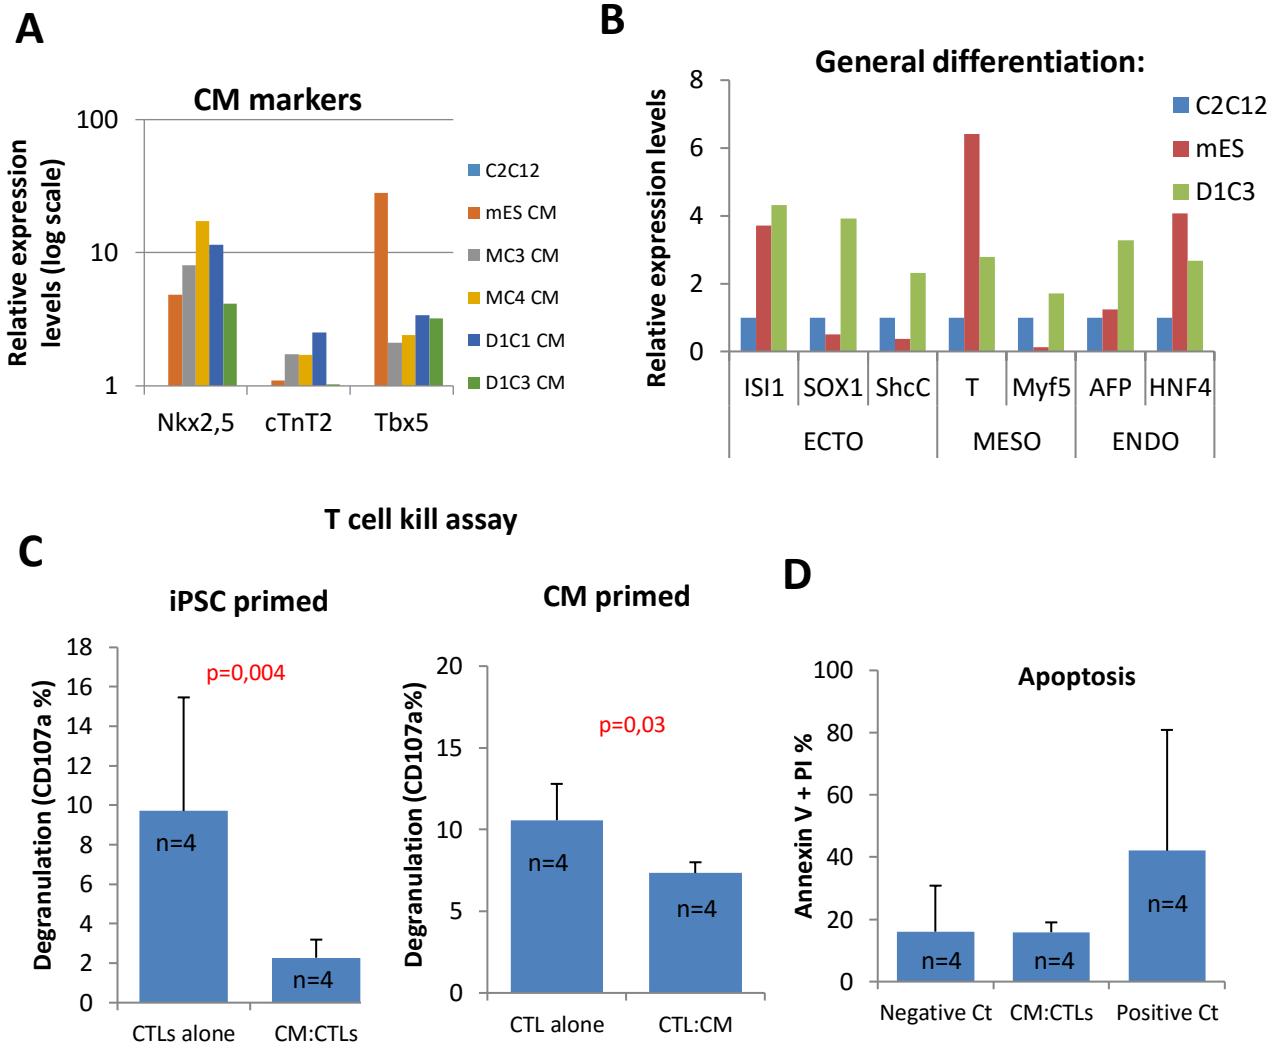 A
CM markers
Relative expression
levels (log scale)
100
10
1
Nkx2,5
cTnT2
Tbx5
C2C12
mES CM
MC3 CM
MC4 CM
D1C1 CM
D1C3 CM
B
General differentiation:
Relative expression levels
8
6
4
2
0
C2C12
mES
D1C3
ISI1
SOX1
ShcC
T
Myf5
AFP
HNF4
ECTO
MESO
ENDO
T cell kill assay
C
iPSC primed
Degranulation (CD107a %)
18
16
14
12
10
8
6
4
2
0
p=0,004
n=4
n=4
CTLs alone
CM:CTLs
CM primed
Degranulation (CD107a%)
20
15
10
5
0
p=0,03
n=4
n=4
CTL alone
CTL:CM
D
Apoptosis
Annexin V + PI %
100
80
60
40
20
0
n=4
n=4
n=4
Negative Ct
CM:CTLs
Positive Ct